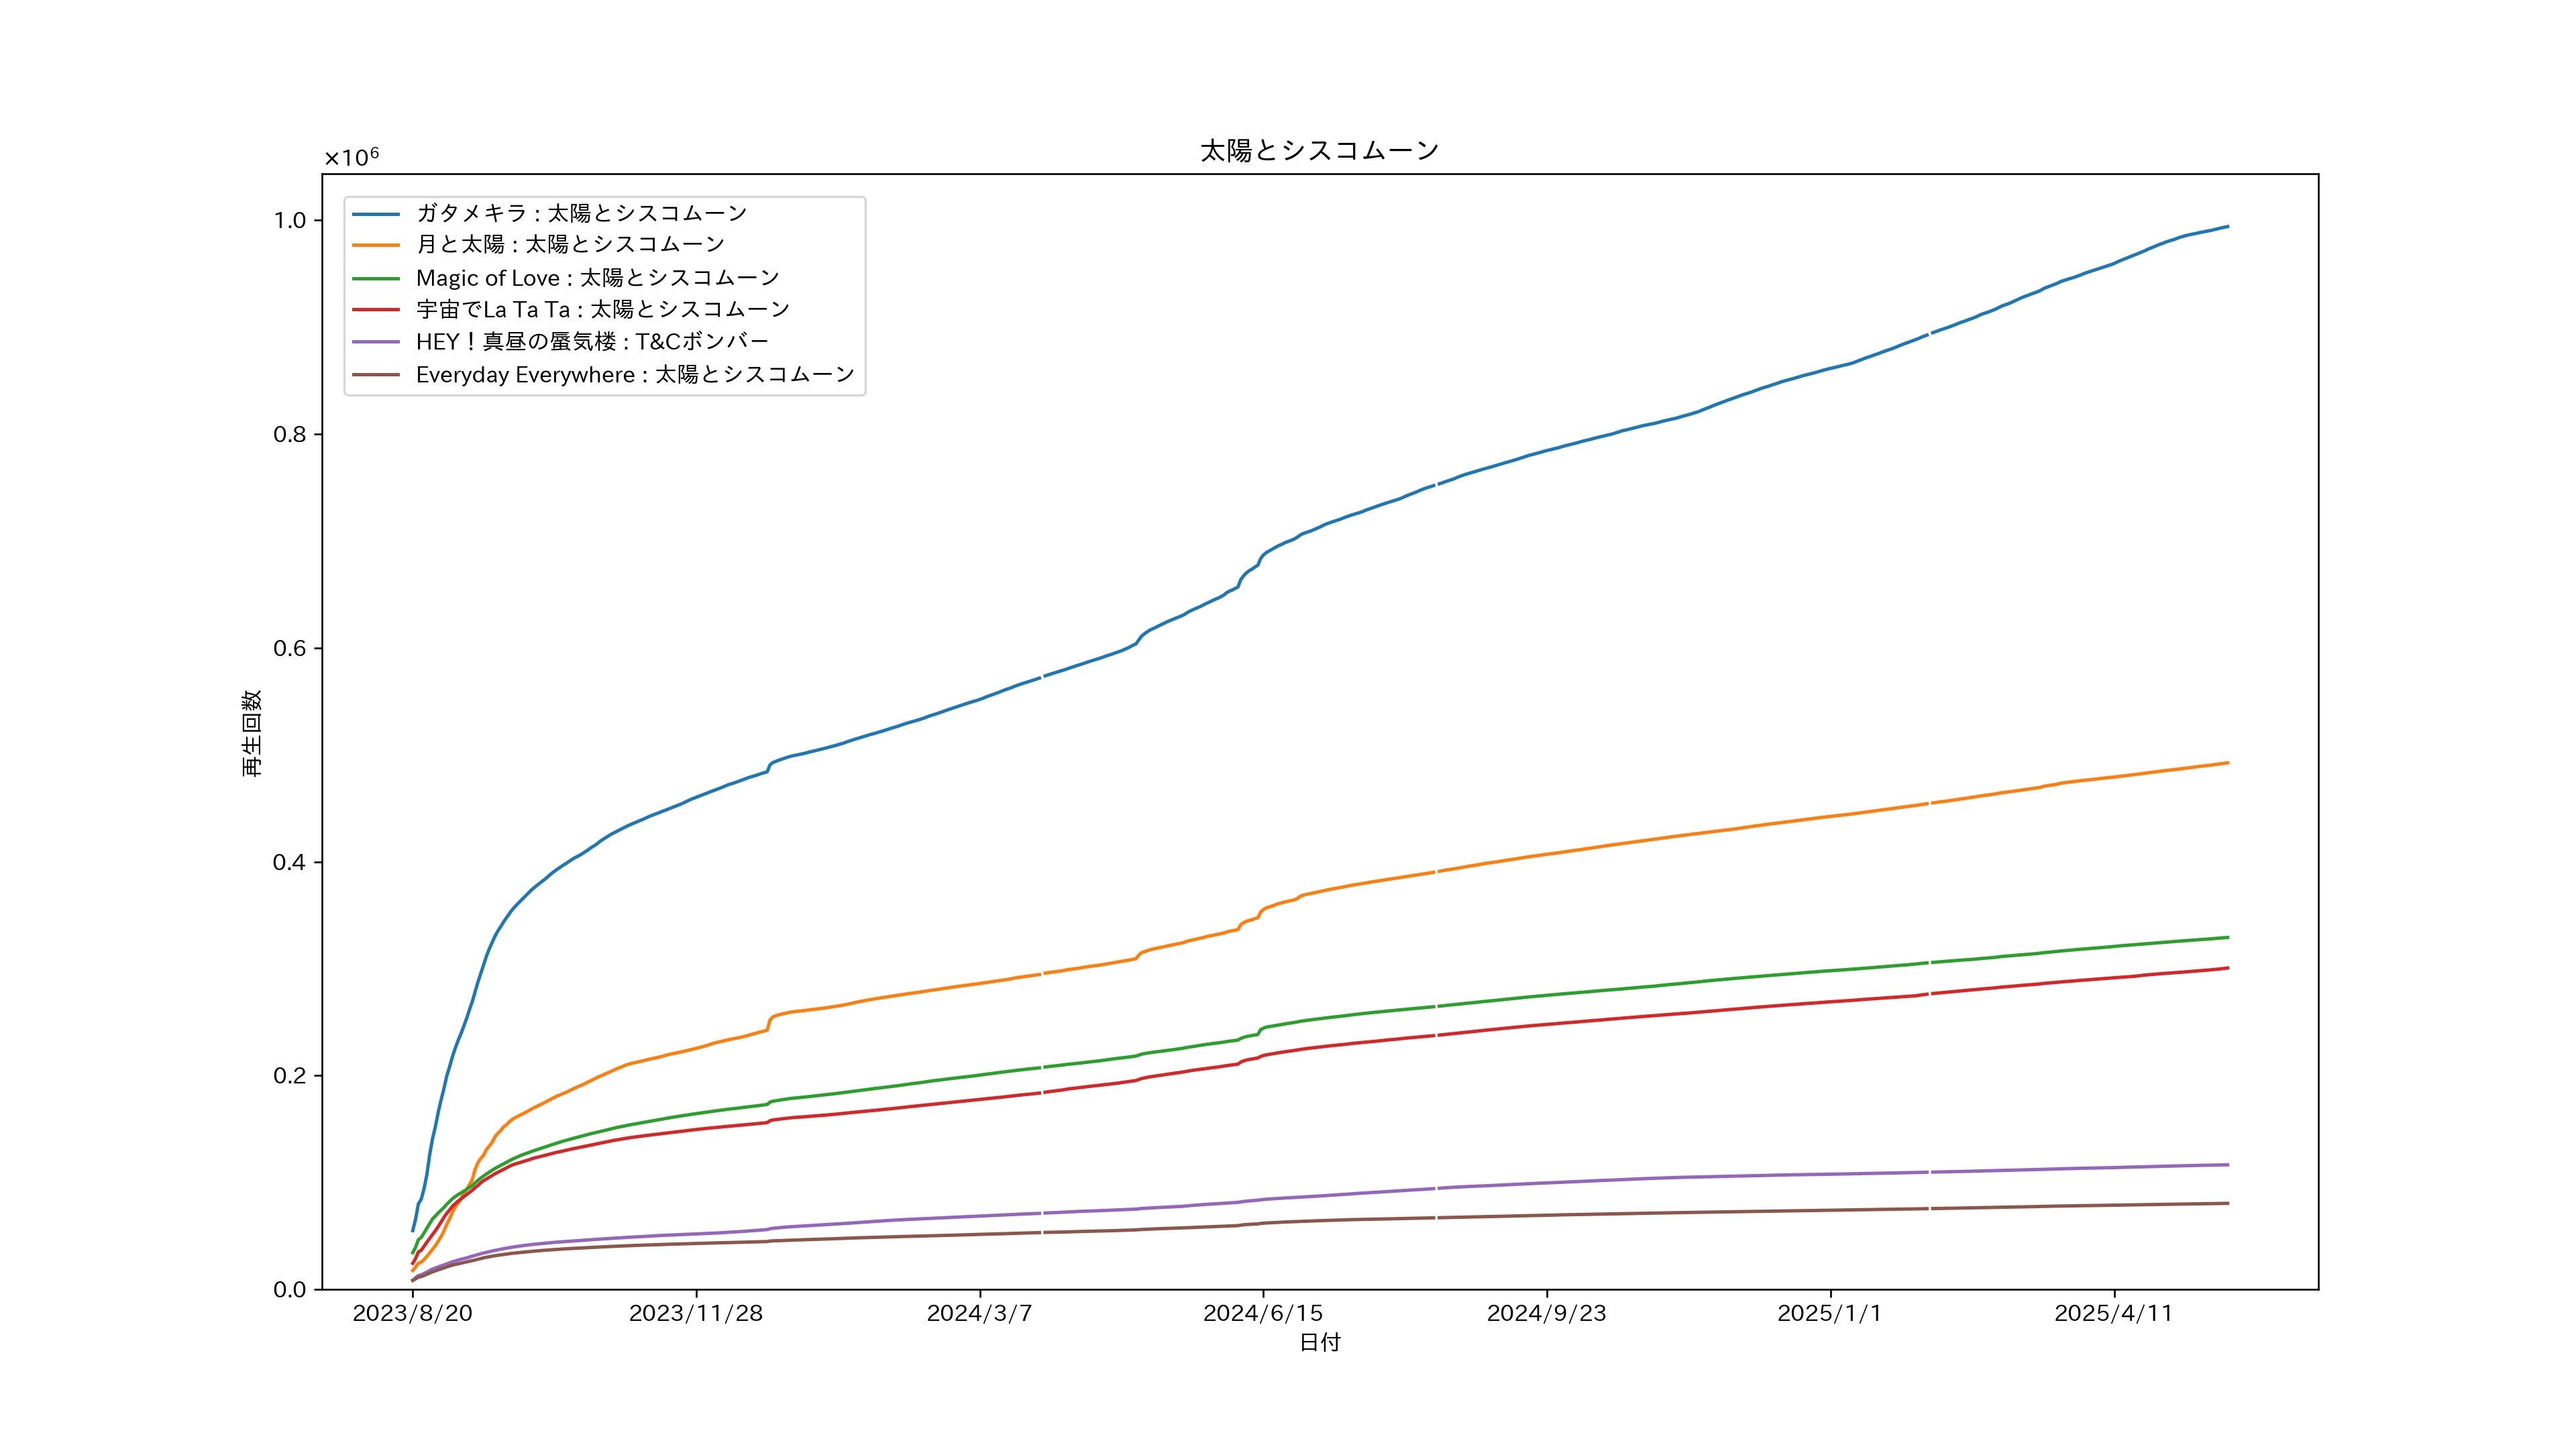 太陽とシスコムーン
×10⁶
ガタメキラ : 太陽とシスコムーン
月と太陽 : 太陽とシスコムーン
Magic of Love : 太陽とシスコムーン
宇宙でLa Ta Ta : 太陽とシスコムーン
HEY！真昼の蜃気楼 : T&Cボンバー
Everyday Everywhere : 太陽とシスコムーン
1.0
0.8
0.6
0.4
0.2
0.0
再生回数
2023/8/20 2023/11/28 2024/3/7 2024/6/15 2024/9/23 2025/1/1 2025/4/11
日付